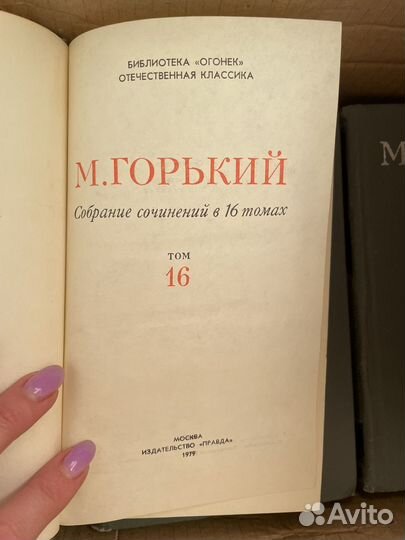 БИБЛИОТЕКА «ОГОНЕК»
ОТЕЧЕСТВЕННАЯ КЛАССИКА
М.ГОРЬКИЙ
Собрание сочинений в 16 томах
ТОМ
16
МОСКВА
ИЗДАТЕЛЬСТВО «ПРАВДА»
1979
М
Avito